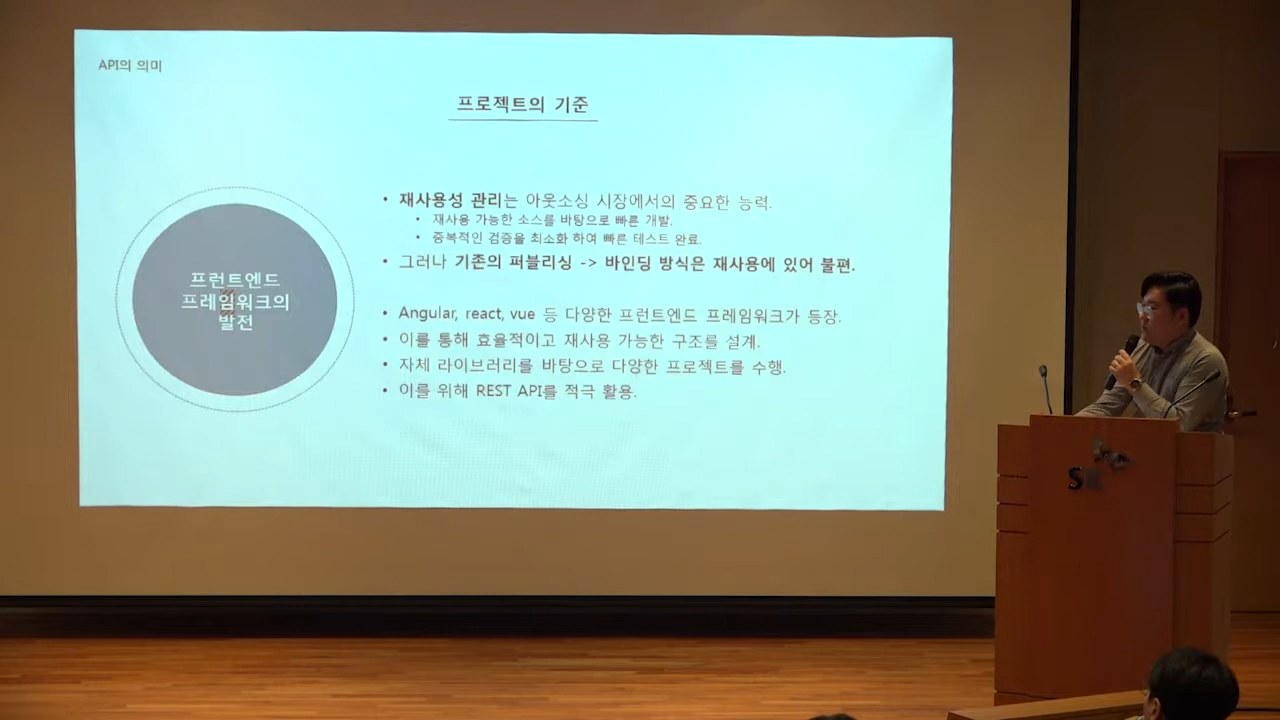 API의 의미
프로젝트의 기준
프런트엔드
프레임워크의
발전
• 재사용성 관리는 아웃소싱 시장에서의 중요한 능력.
• 재사용 가능한 소스를 바탕으로 빠른 개발.
• 중복적인 검증을 최소화 하여 빠른 테스트 완료.
• 그러나 기존의 퍼블리싱 -> 바인딩 방식은 재사용에 있어 불편.
• Angular, react, vue 등 다양한 프런트엔드 프레임워크가 등장.
• 이를 통해 효율적이고 재사용 가능한 구조를 설계.
• 자체 라이브러리를 바탕으로 다양한 프로젝트를 수행.
• 이를 위해 REST API를 적극 활용.